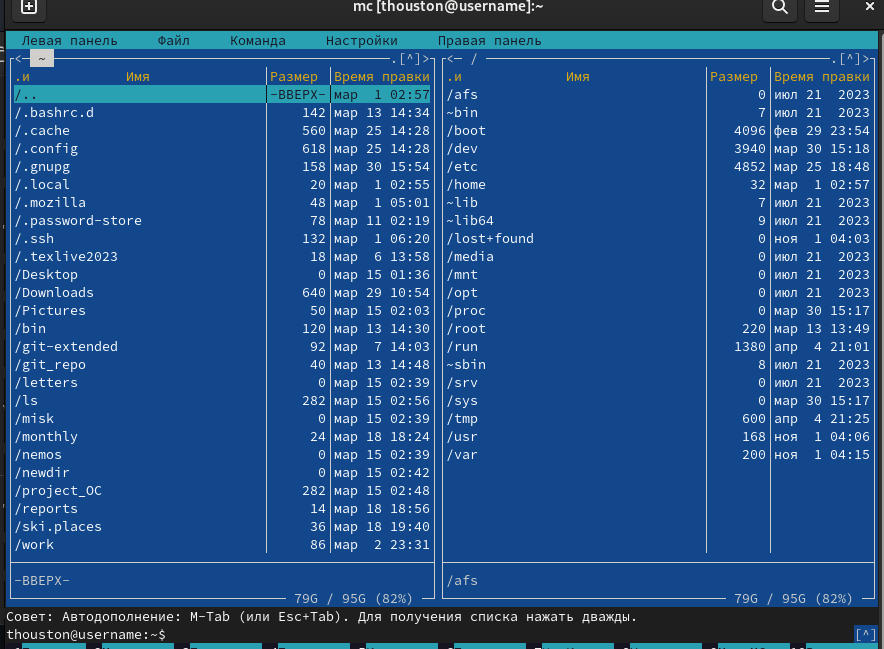 mc [thouston@username]:~
Левая панель Файл Команда Настройки Правая панель
<─ ~ .[^]>
.и Имя Размер Время правки
/.. -ВВЕРХ- мар 1 02:57
/.bashrc.d 142 мар 13 14:34
/.cache 560 мар 25 14:28
/.config 618 мар 25 14:28
/.gnupg 158 мар 30 15:54
/.local 20 мар 1 02:55
/.mozilla 48 мар 1 05:01
/.password-store 78 мар 11 02:19
/.ssh 132 мар 1 06:20
/.texlive2023 18 мар 6 13:58
/Desktop 0 мар 15 01:36
/Downloads 640 мар 29 10:54
/Pictures 50 мар 15 02:03
/bin 120 мар 13 14:30
/git-extended 92 мар 7 14:03
/git_repo 40 мар 13 14:48
/letters 0 мар 15 02:39
/ls 282 мар 15 02:56
/misk 0 мар 15 02:39
/monthly 24 мар 18 18:24
/nemos 0 мар 15 02:39
/newdir 0 мар 15 02:42
/project_OC 282 мар 15 02:48
/reports 14 мар 18 18:56
/ski.places 36 мар 18 19:40
/work 86 мар 2 23:31
-ВВЕРХ-
79G / 95G (82%)
<─ / .[^]>
.и Имя Размер Время правки
/afs 0 июл 21 2023
~bin 7 июл 21 2023
/boot 4096 фев 29 23:54
/dev 3940 мар 30 15:18
/etc 4852 мар 25 18:48
/home 32 мар 1 02:57
~lib 7 июл 21 2023
~lib64 9 июл 21 2023
/lost+found 0 ноя 1 04:03
/media 0 июл 21 2023
/mnt 0 июл 21 2023
/opt 0 июл 21 2023
/proc 0 мар 30 15:17
/root 220 мар 13 13:49
/run 1380 апр 4 21:01
~sbin 8 июл 21 2023
/srv 0 июл 21 2023
/sys 0 мар 30 15:17
/tmp 600 апр 4 21:25
/usr 168 ноя 1 04:06
/var 200 ноя 1 04:15
/afs
79G / 95G (82%)
Совет: Автодополнение: M-Tab (или Esc+Tab). Для получения списка нажать дважды.
thouston@username:~$ [^]